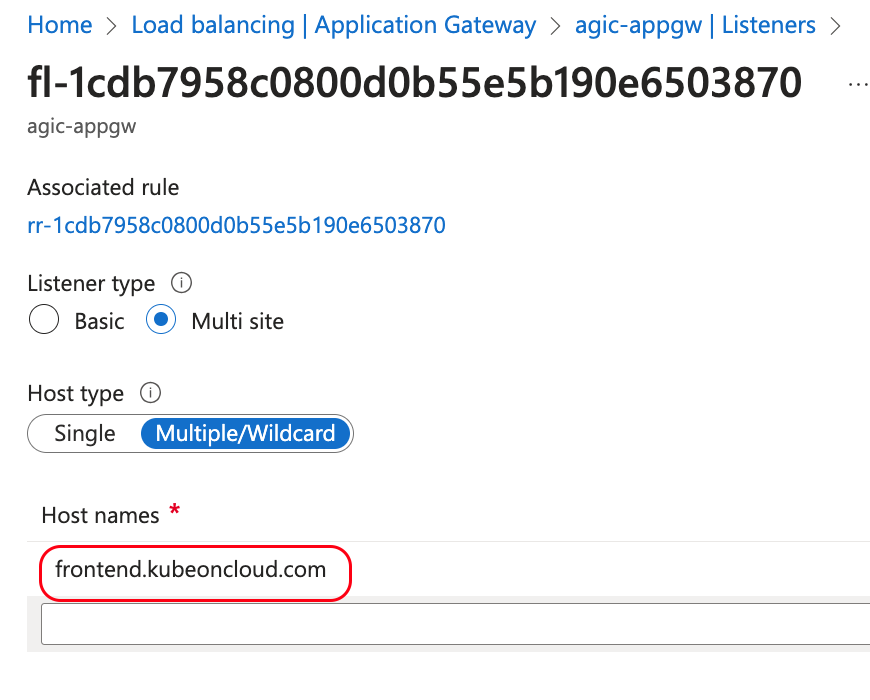 Home > Load balancing | Application Gateway > agic-appgw | Listeners >
fl-1cdb7958c0800d0b55e5b190e6503870 ...
agic-appgw
Associated rule
rr-1cdb7958c0800d0b55e5b190e6503870
Listener type
Basic Multi site
Host type
Single Multiple/Wildcard
Host names *
frontend.kubeoncloud.com